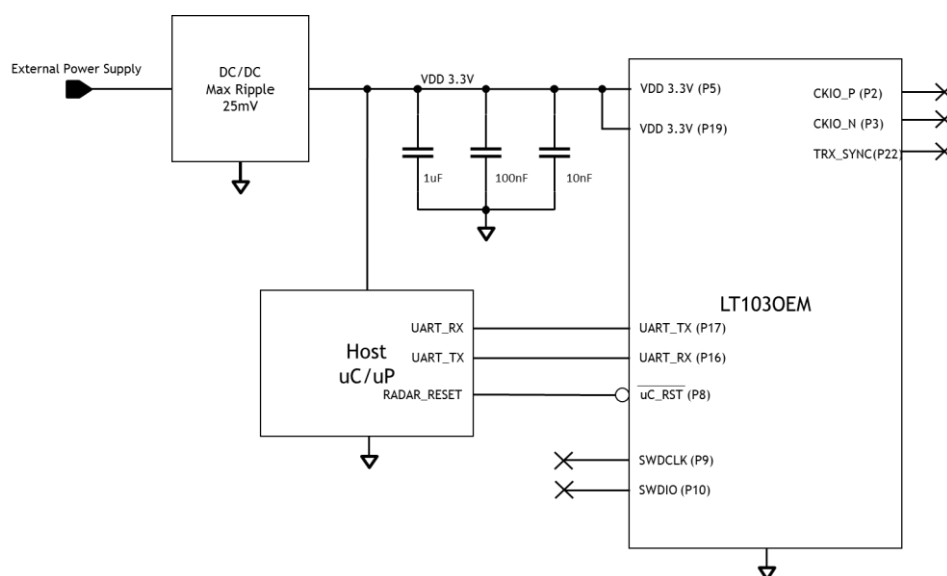 External Power Supply
DC/DC
Max Ripple
25mV
VDD 3.3V
1uF
100nF
10nF
VDD 3.3V (P5)
VDD 3.3V (P19)
CKIO_P (P2)
CKIO_N (P3)
TRX_SYNC(P22)
LT103OEM
Host
uC/uP
UART_RX
UART_TX
RADAR_RESET
UART_TX (P17)
UART_RX (P16)
uC_RST (P8)
SWDCLK (P9)
SWDIO (P10)